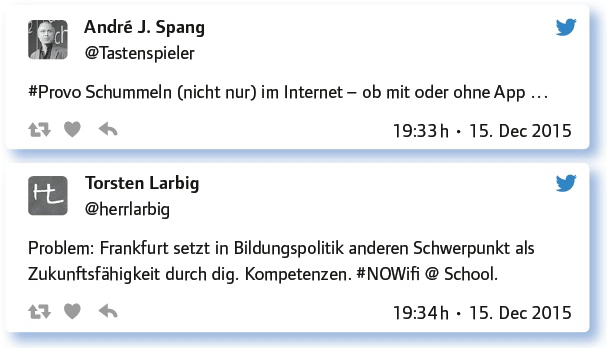 André J. Spang
@Tastenspieler
#Provo Schummeln (nicht nur) im Internet – ob mit oder ohne App …
19:33 h · 15. Dec 2015
HL
Torsten Larbig
@herrlarbig
Problem: Frankfurt setzt in Bildungspolitik anderen Schwerpunkt als
Zukunftsfähigkeit durch dig. Kompetenzen. #NOWifi @ School.
19:34 h · 15. Dec 2015